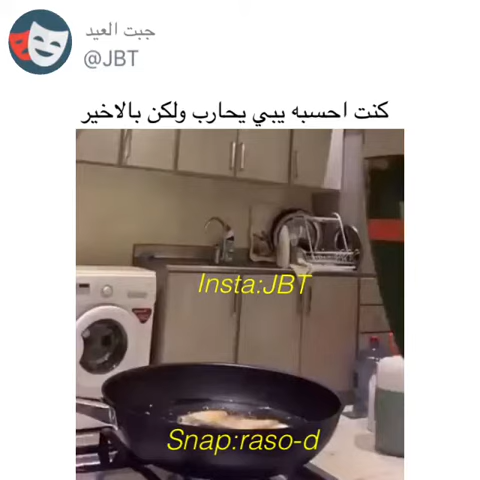 جبت العيد
@JBT
كنت احسبه يبي يحارب ولكن بالاخير
Insta:JBT
Snap:raso-d